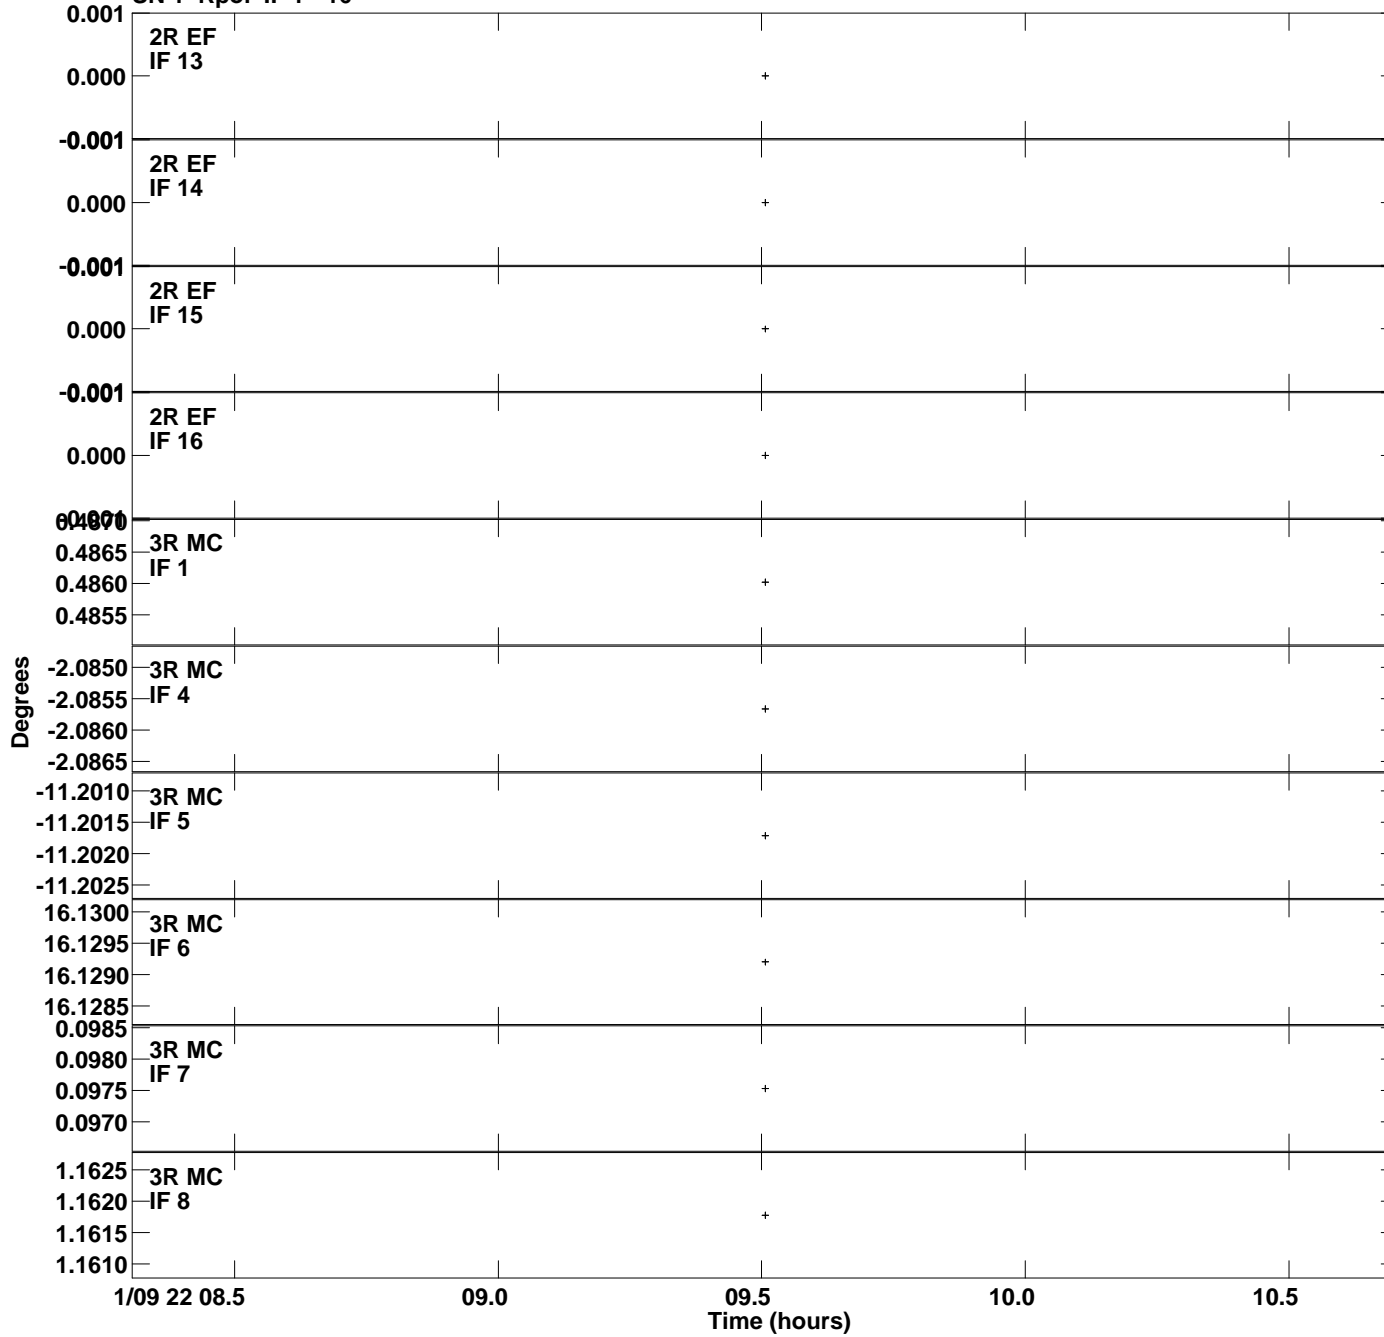 0.001
2R EF
IF 13
0.000
-0.001
2R EF
IF 14
0.000
-0.001
2R EF
IF 15
0.000
-0.001
2R EF
IF 16
0.000
0.4870
3R MC
IF 1
0.4865
0.4860
0.4855
3R MC
IF 4
-2.0850
-2.0855
-2.0860
-2.0865
3R MC
IF 5
-11.2010
-11.2015
-11.2020
-11.2025
3R MC
IF 6
16.1300
16.1295
16.1290
16.1285
3R MC
IF 7
0.0985
0.0980
0.0975
0.0970
3R MC
IF 8
1.1625
1.1620
1.1615
1.1610
Degrees
1/09 22 08.5 09.0 09.5 10.0 10.5
Time (hours)